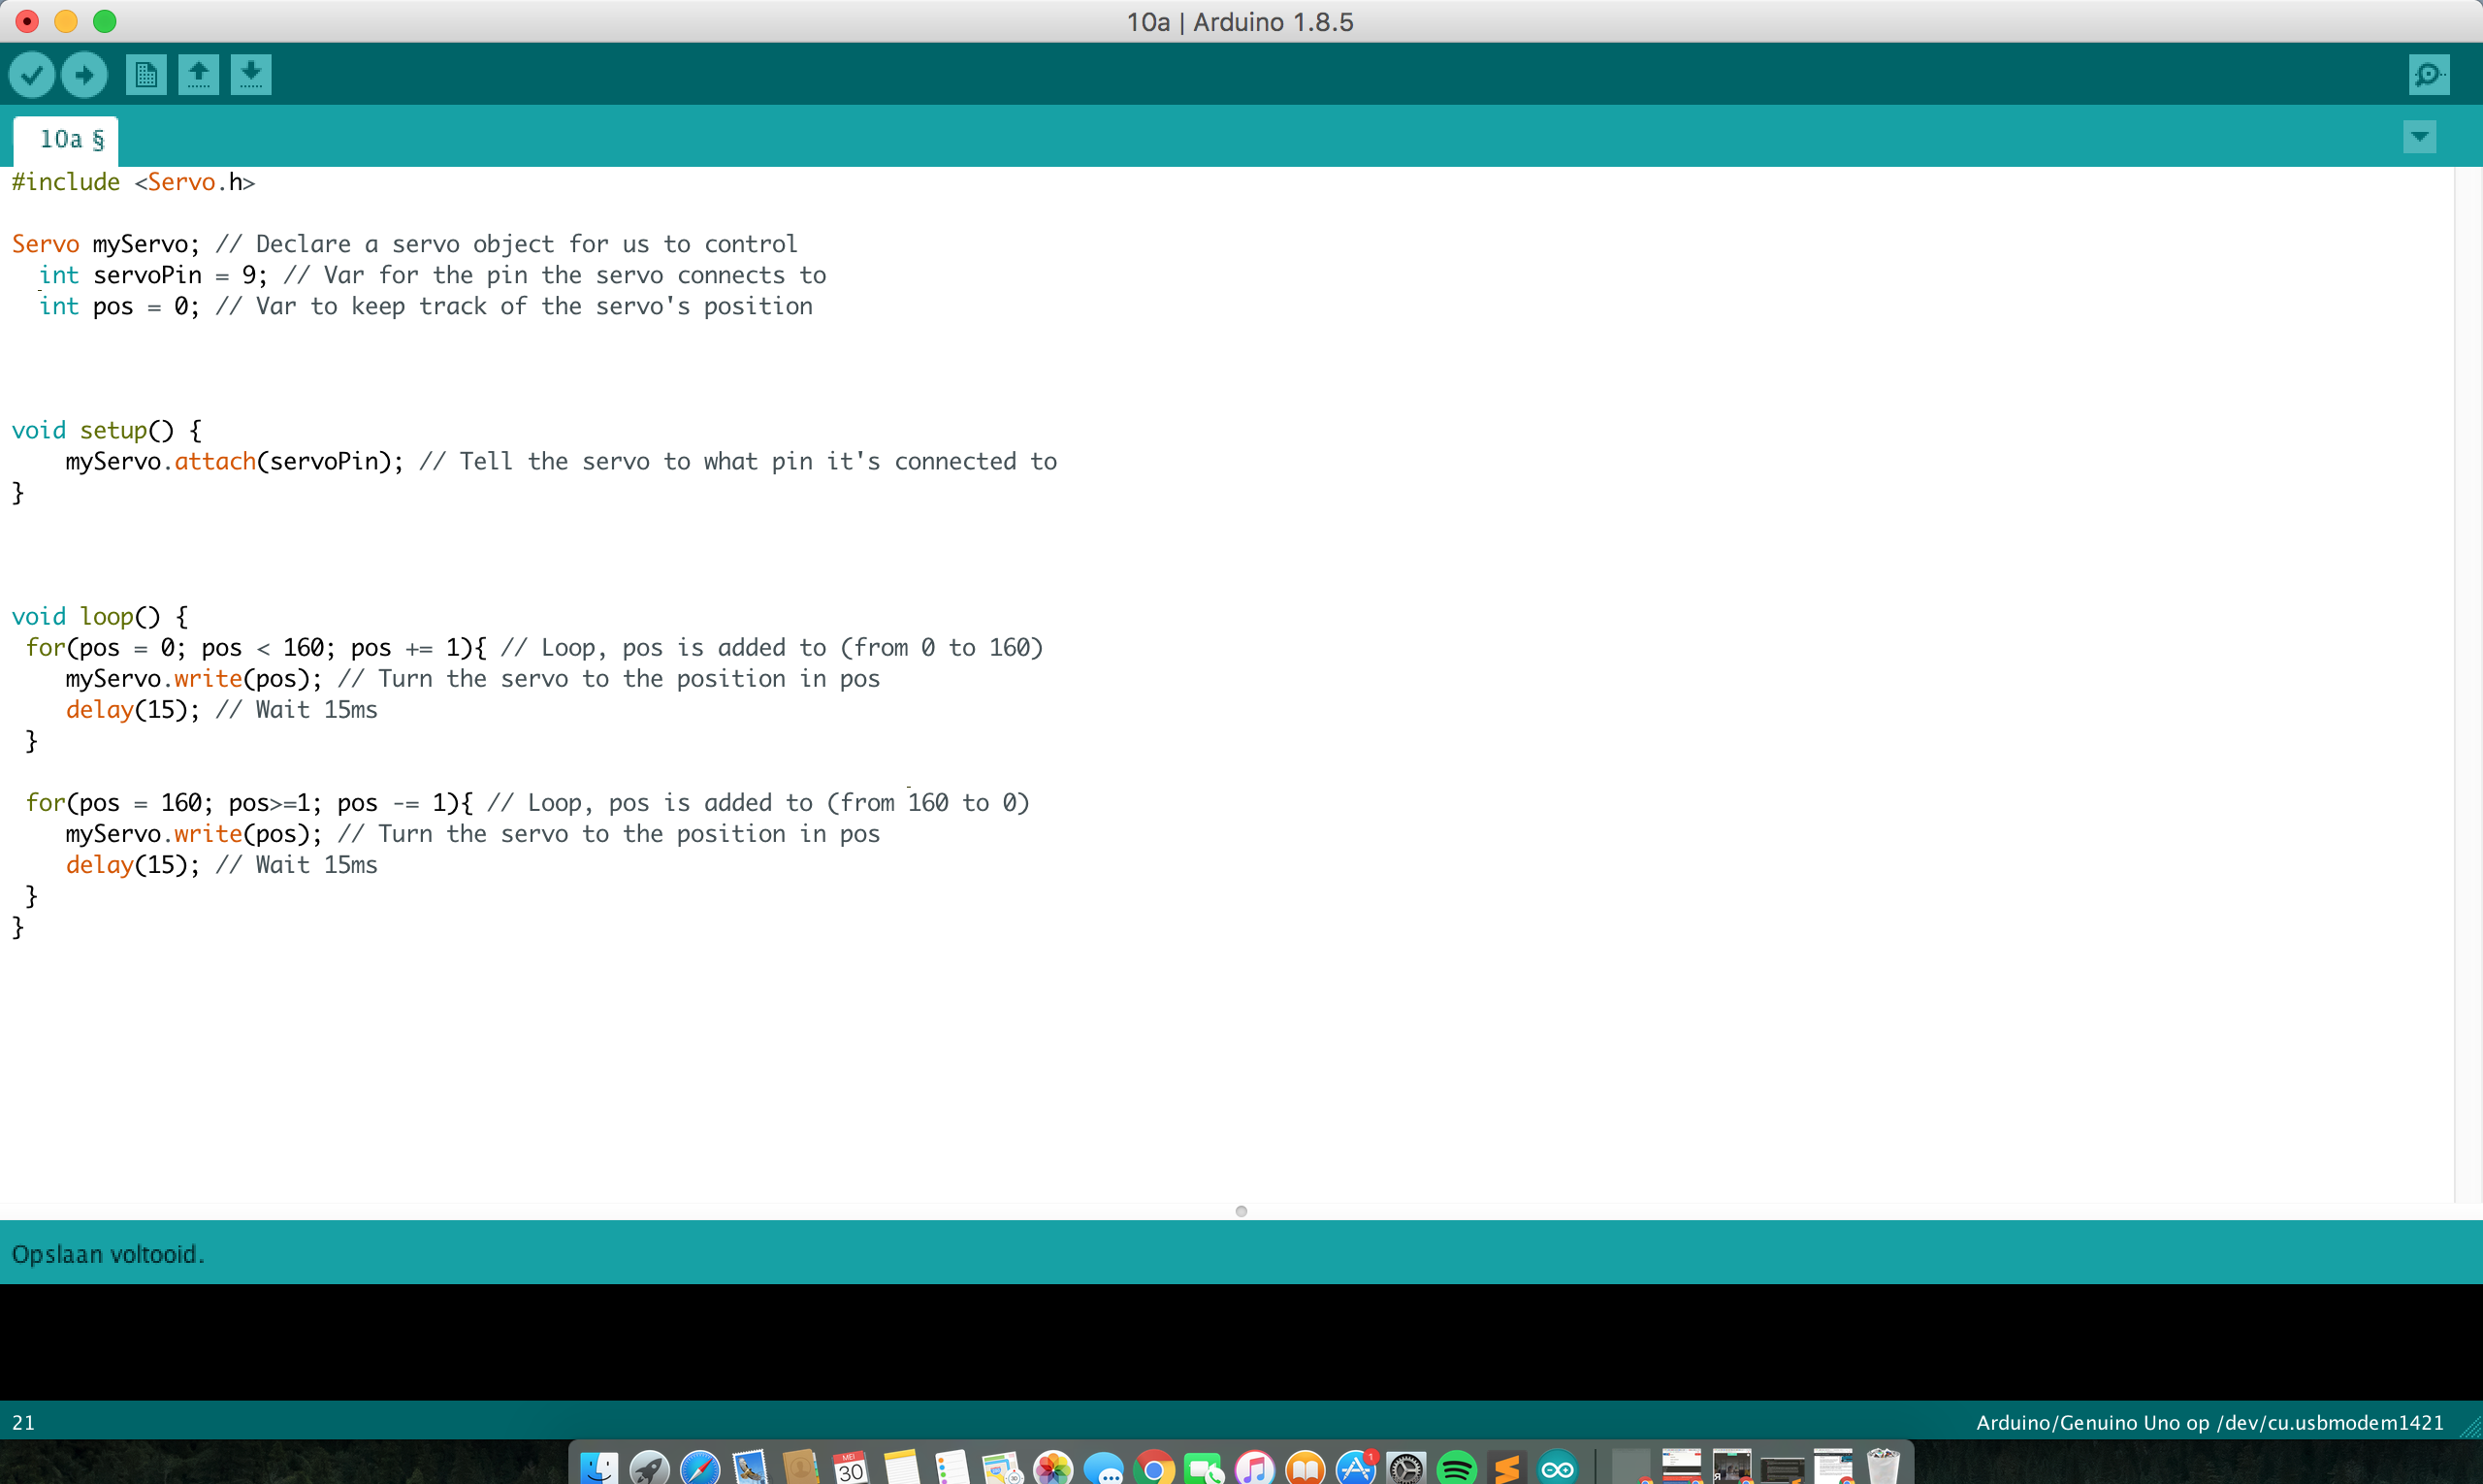 10a | Arduino 1.8.5
10a §
#include <Servo.h>
Servo myServo; // Declare a servo object for us to control
int servoPin = 9; // Var for the pin the servo connects to
int pos = 0; // Var to keep track of the servo's position
void setup() {
myServo.attach(servoPin); // Tell the servo to what pin it's connected to
}
void loop() {
for(pos = 0; pos < 160; pos += 1){ // Loop, pos is added to (from 0 to 160)
myServo.write(pos); // Turn the servo to the position in pos
delay(15); // Wait 15ms
}
for(pos = 160; pos>=1; pos -= 1){ // Loop, pos is added to (from 160 to 0)
myServo.write(pos); // Turn the servo to the position in pos
delay(15); // Wait 15ms
}
}
Opslaan voltooid.
21
Arduino/Genuino Uno op /dev/cu.usbmodem1421
MEI
30
1